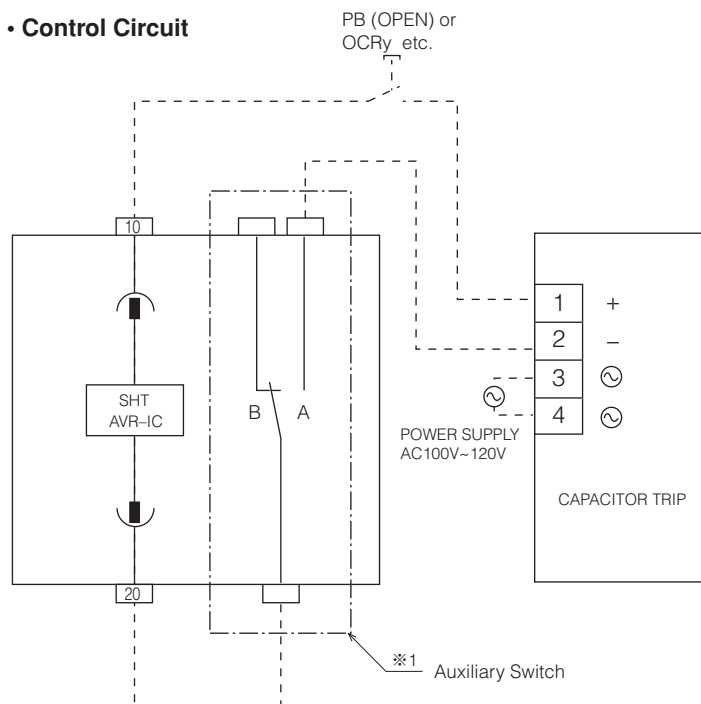 • Control Circuit
PB (OPEN) or
OCRy etc.
10
1 +
2 –
3
SHT
AVR–IC
B A
4
POWER SUPPLY
AC100V~120V
CAPACITOR TRIP
20
※1 Auxiliary Switch